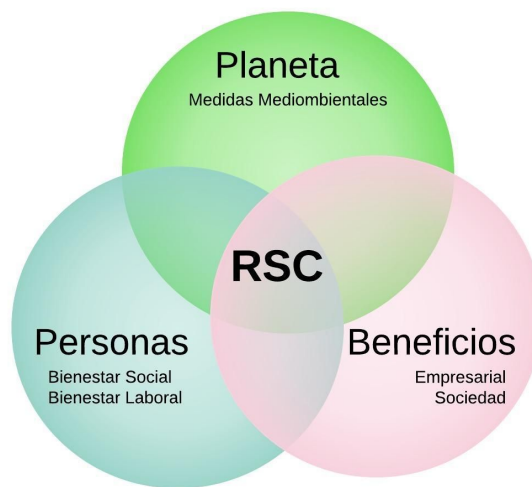 Planeta
Medidas Mediombientales
RSC
Personas
Bienestar Social
Bienestar Laboral
Beneficios
Empresarial
Sociedad